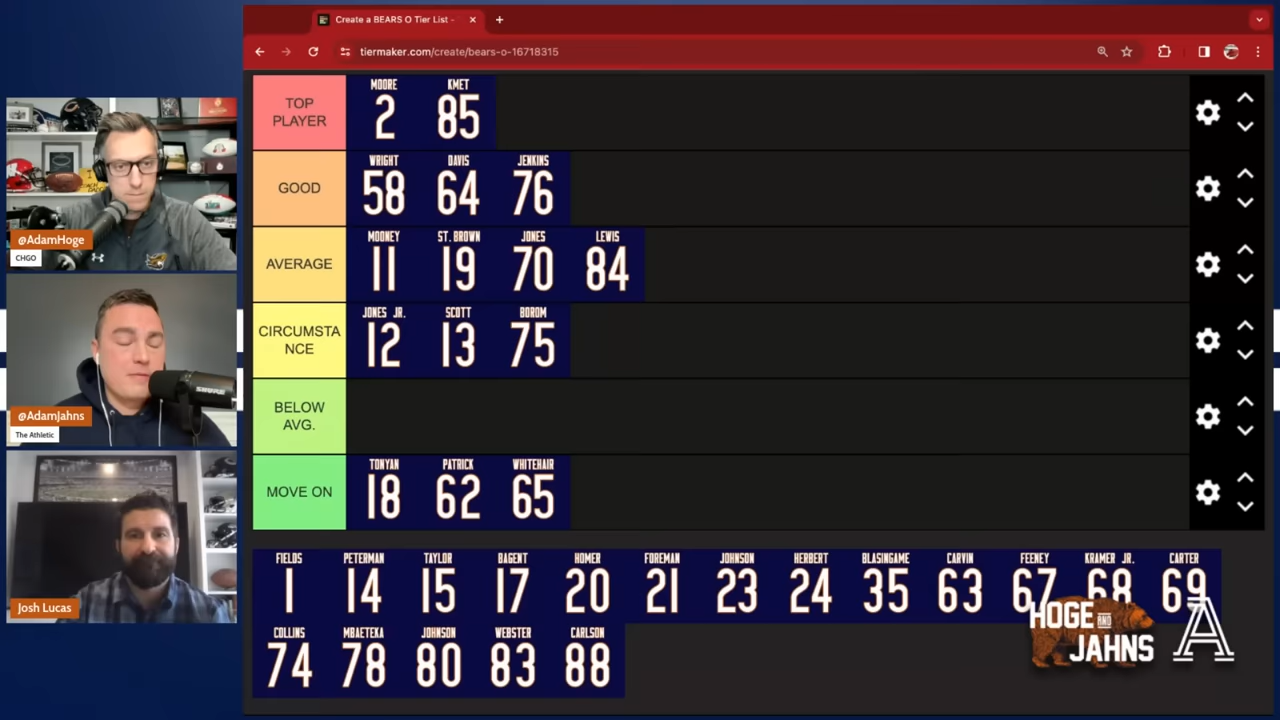 Create a BEARS O Tier List -
tiermaker.com/create/bears-o-16718315
@AdamHoge
CHGO
@AdamJahns
The Athletic
Josh Lucas
TOP
PLAYER
MOORE KMET
2 85
GOOD
WRIGHT DAVIS JENKINS
58 64 76
AVERAGE
MOONEY ST. BROWN JONES LEWIS
11 19 70 84
CIRCUMSTA
NCE
JONES JR. SCOTT BOROM
12 13 75
BELOW
AVG.
MOVE ON
TONYAN PATRICK WHITEHAIR
18 62 65
FIELDS PETERMAN TAYLOR BAGENT HOMER FOREMAN JOHNSON HERBERT BLASINGAME CARVIN FEENEY KRAMER JR. CARTER
1 14 15 17 20 21 23 24 35 63 67 68 69
COLLINS MBAETEKA JOHNSON WEBSTER CARLSON
74 78 80 83 88
HOGE AND
JAHNS
A
SHURE